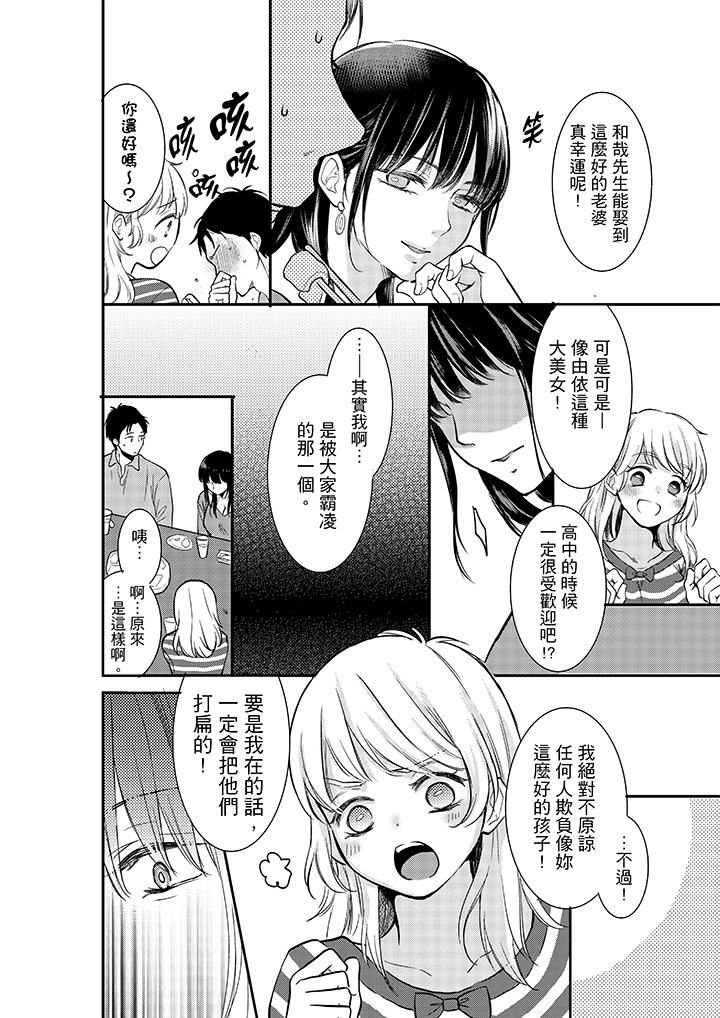 和哉先生能娶到
這麼好的老婆
真幸運呢！
笑
咳
咳
咳
咳
你還好嗎～？
可是可是—
像由依這種
大美女！
高中的時候
一定很受歡迎吧!?
…—其實我啊…
是被大家霸凌
的那一個。
咦…
啊…原來
…是這樣啊。
…不過！
我絕對不原諒
任何人欺負像妳
這麼好的孩子！
要是我在的話，
一定會把他們
打扁的！